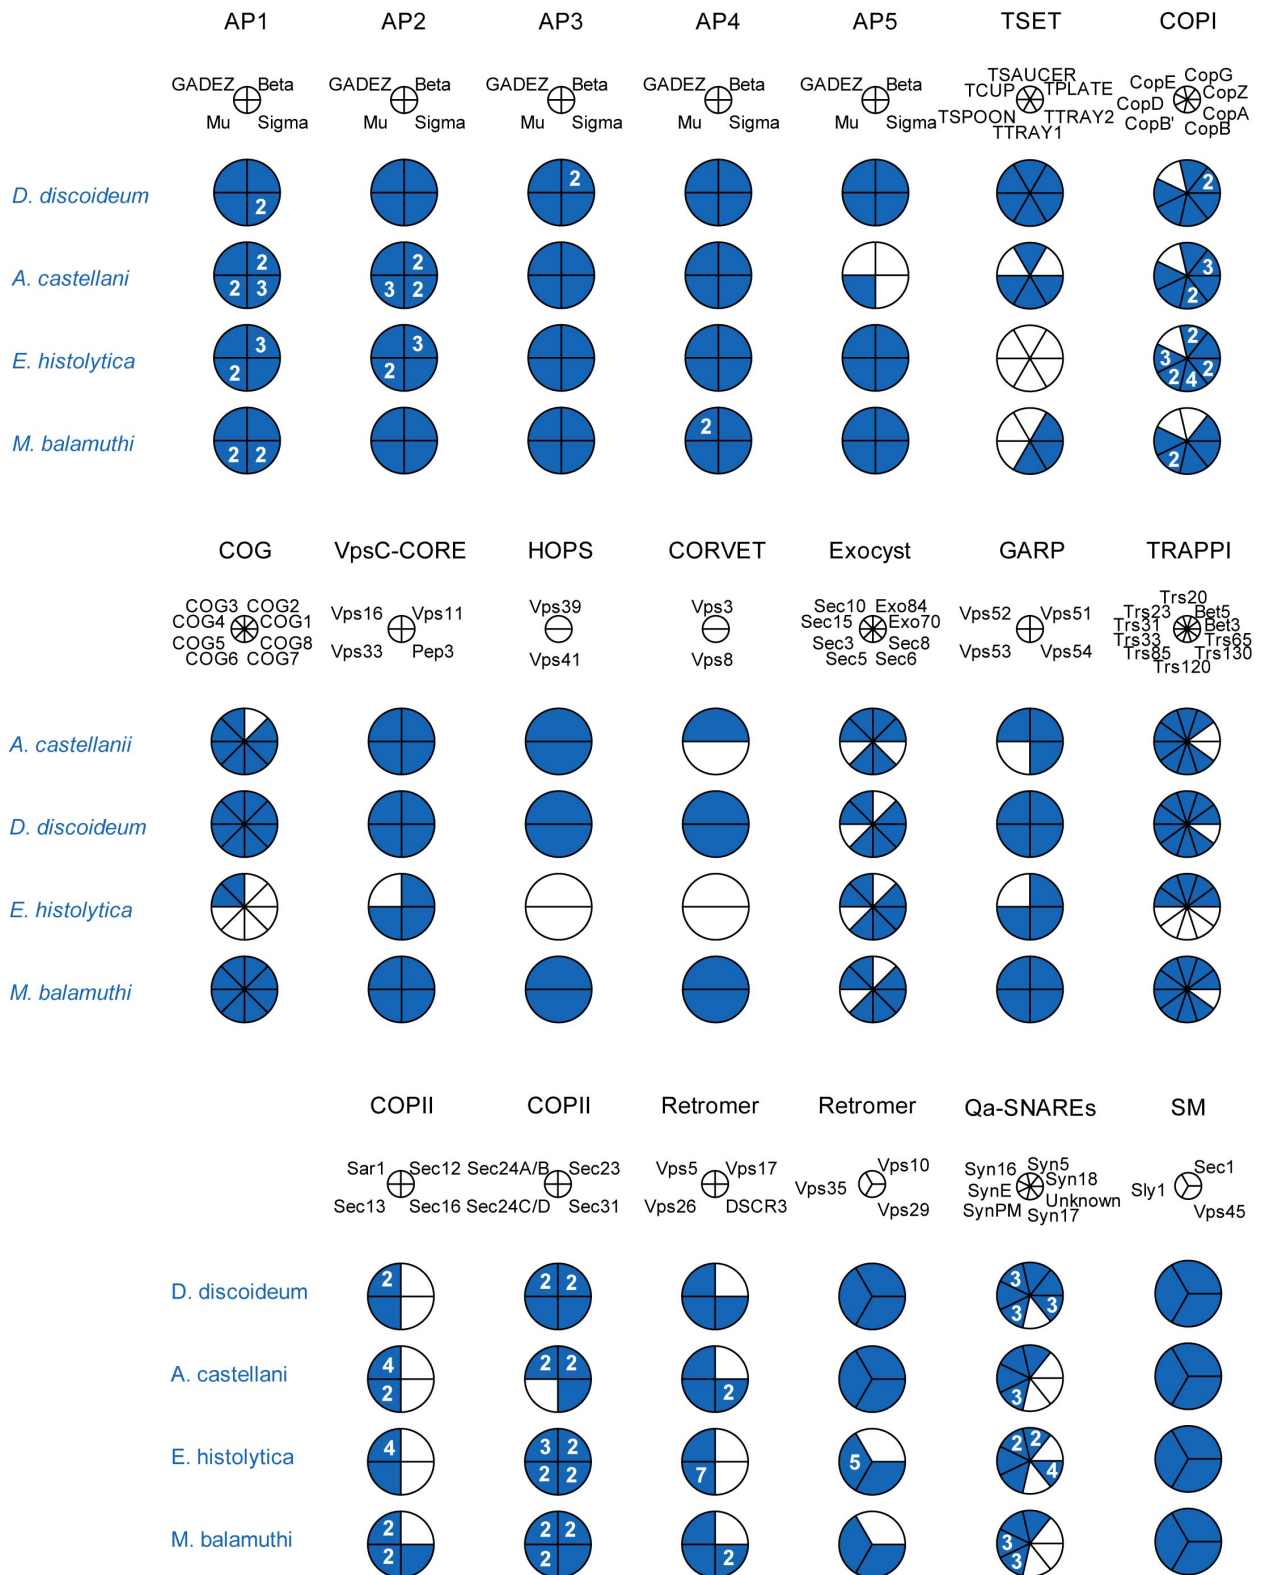 AP1 AP2 AP3 AP4 AP5 TSET COPI
GADEZ Beta GADEZ Beta GADEZ Beta GADEZ Beta GADEZ Beta TSAUCER TCUP TPLATE CopE CopG CopZ
Mu Sigma Mu Sigma Mu Sigma Mu Sigma Mu Sigma TSPOON TTRAY2 TTRAY1 CopD CopA CopB' CopB
D. discoideum 2 2 2
A. castellani 2 2 3 2 3 2 3 2
E. histolytica 3 2 3 2 2 3 2 2 4
M. balamuthi 2 2 2 2
COG VpsC-CORE HOPS CORVET Exocyst GARP TRAPPI
COG3 COG2 Vps16 Vps11 Vps39 Vps3 Sec10 Exo84 Vps52 Vps51 Trs20
COG4 COG1 Sec15 Exo70 Trs23 Bet5 Trs31 Bet3
COG5 COG8 Vps33 Pep3 Vps41 Vps8 Sec3 Sec8 Vps53 Vps54 Trs33 Trs65
COG6 COG7 Sec5 Sec6 Trs85 Trs130 Trs120
A. castellanii
D. discoideum
E. histolytica
M. balamuthi
COPII COPII Retromer Retromer Qa-SNAREs SM
Sar1 Sec12 Sec24A/B Sec23 Vps5 Vps17 Vps10 Syn16 Syn5 Syn18 Sec1
Vps35 SynE Unknown Sly1
Sec13 Sec16 Sec24C/D Sec31 Vps26 DSCR3 Vps29 SynPM Syn17 Vps45
D. discoideum 2 2 2 3 3 3
A. castellani 4 2 2 2 2 3
E. histolytica 4 3 2 2 2 7 5 2 2 4
M. balamuthi 2 2 2 2 2 2 3 3